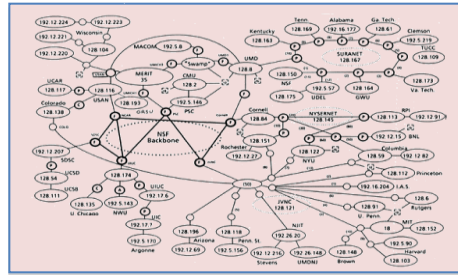 192.12.224
192.12.223
Wisconsin
192.12.221
192.12.220
128.104
MACOM
192.5.8
UMD
128.8
"Swamp"
CMU
128.2
MERIT
35
UCAR
128.117
128.116
USAN
128.183
GASU
192.5.146
PSC
Colorado
128.138
NSF
Backbone
192.12.207
SDSC
UCSD
128.54
UCSB
128.111
128.174
UIUC
192.17.6
128.135
U. Chicago
192.5.143
NWU
UIC
192.17.7
192.5.170
Argonne
Kentucky
128.163
Tenn.
128.169
Alabama
192.16.177
Ga. Tech
128.61
Clemson
192.5.219
TUCC
128.109
SURANET
128.167
128.173
Va. Tech.
128.150
NSF
128.175
192.5.57
UDEL
128.164
GWU
Cornell
128.84
NYSERNET
128.145
128.113
RPI
192.12.91
192.12.15
BNL
128.151
Rochester
192.12.27
128.122
NYU
Columbia
128.59
192.12.82
128.112
Princeton
192.16.204
I.A.S.
128.6
Rutgers
128.91
U. Penn.
JVNC
128.121
MIT
18
128.152
192.5.90
Harvard
128.103
128.148
Brown
NJIT
192.26.20
192.12.216
Stevens
192.26.148
UMDNJ
128.196
Arizona
192.12.69
128.118
Penn. St.
192.5.156